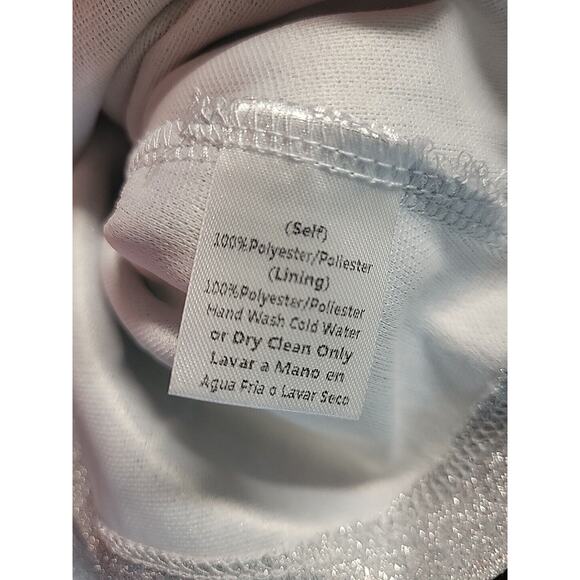 (Self)
100%Polyester/Poliester
(Lining)
100%Polyester/Poliester
Hand Wash Cold Water
or Dry Clean Only
Lavar a Mano en
Agua Fria o Lavar Seco